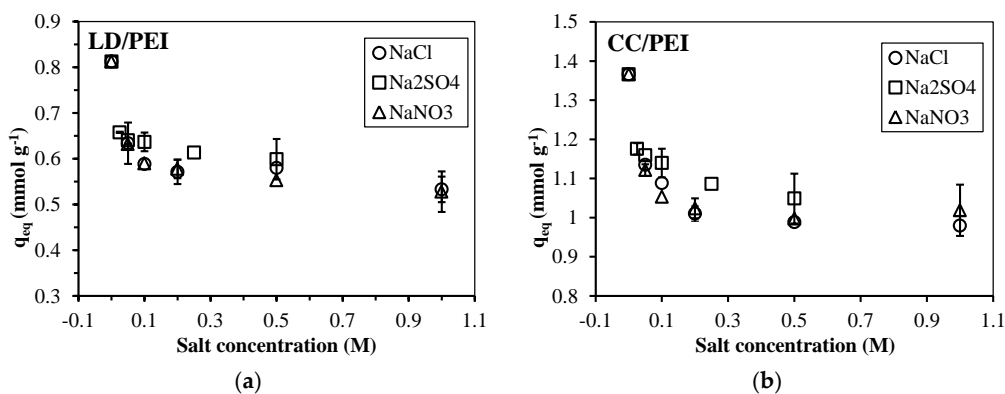 LD/PEI
NaCl
Na2SO4
NaNO3
0.9
0.8
0.7
0.6
0.5
0.4
0.3
-0.1 0.1 0.3 0.5 0.7 0.9 1.1
q_eq (mmol g⁻¹)
Salt concentration (M)
(a)
CC/PEI
NaCl
Na2SO4
NaNO3
1.5
1.4
1.3
1.2
1.1
1
0.9
0.8
-0.1 0.1 0.3 0.5 0.7 0.9 1.1
q_eq (mmol g⁻¹)
Salt concentration (M)
(b)